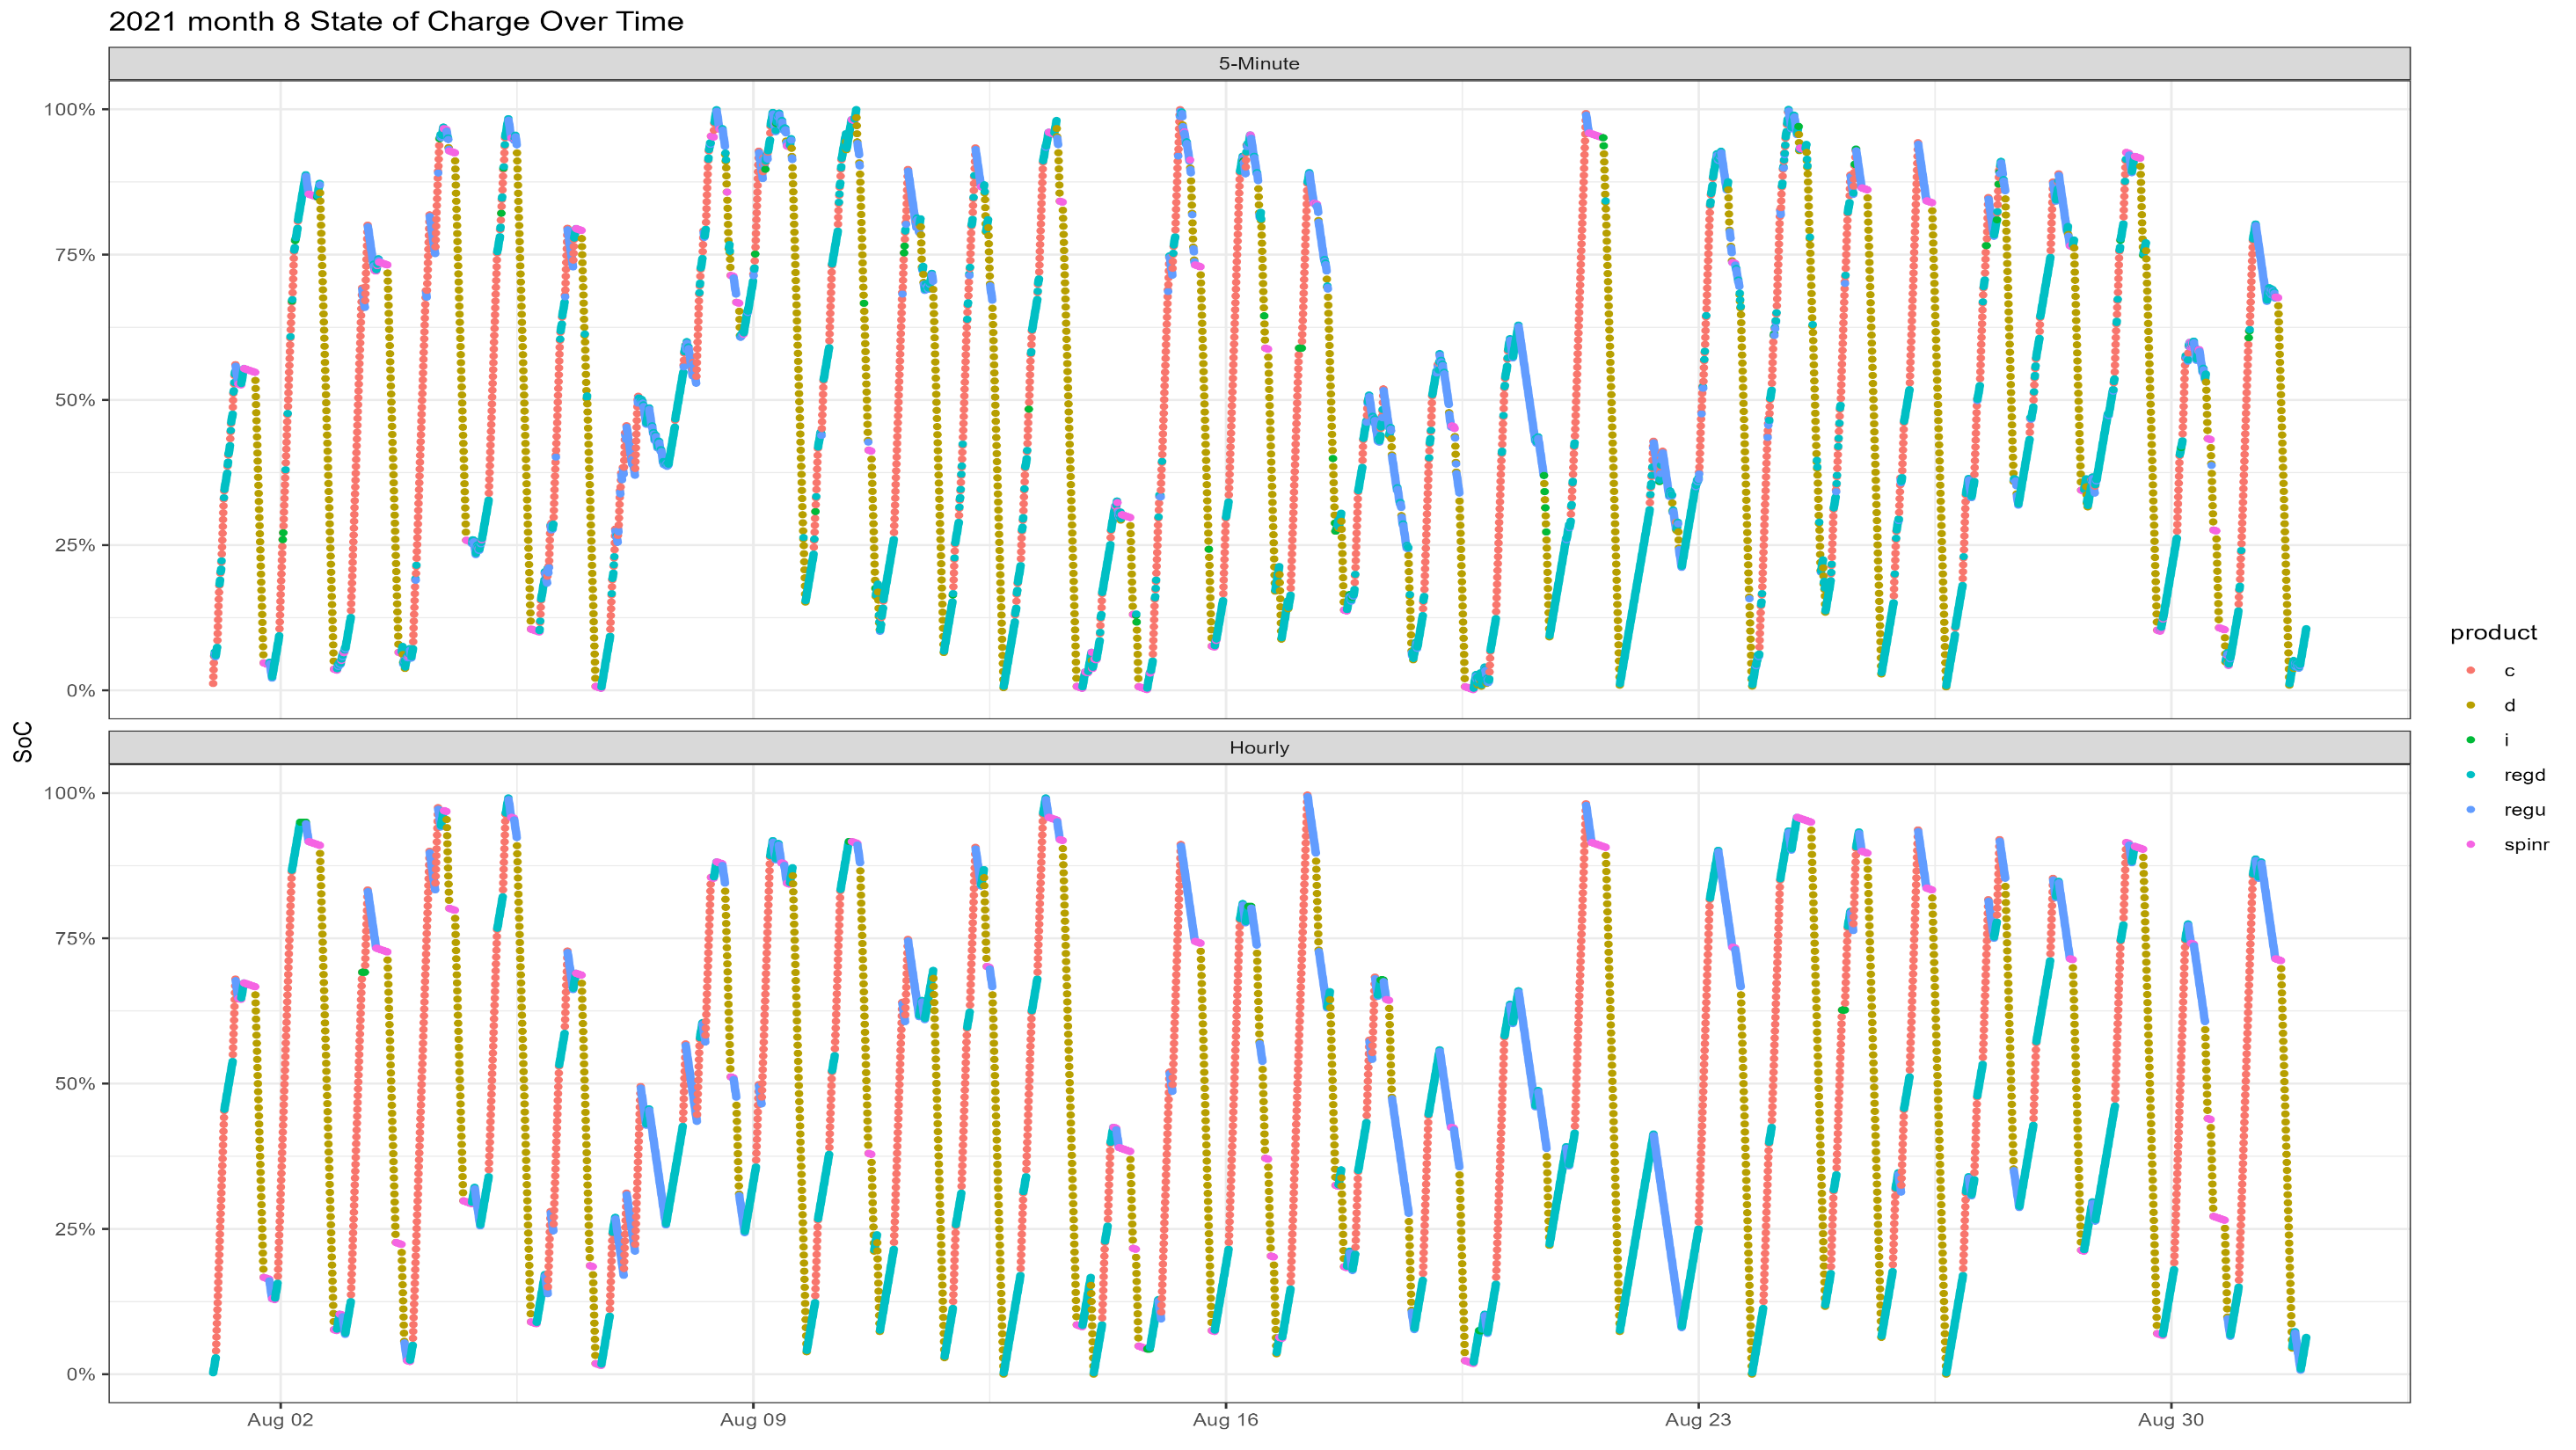 2021 month 8 State of Charge Over Time
5-Minute
100%
75%
50%
25%
0%
SoC
Hourly
100%
75%
50%
25%
0%
Aug 02 Aug 09 Aug 16 Aug 23 Aug 30
product
c
d
i
regd
regu
spinr